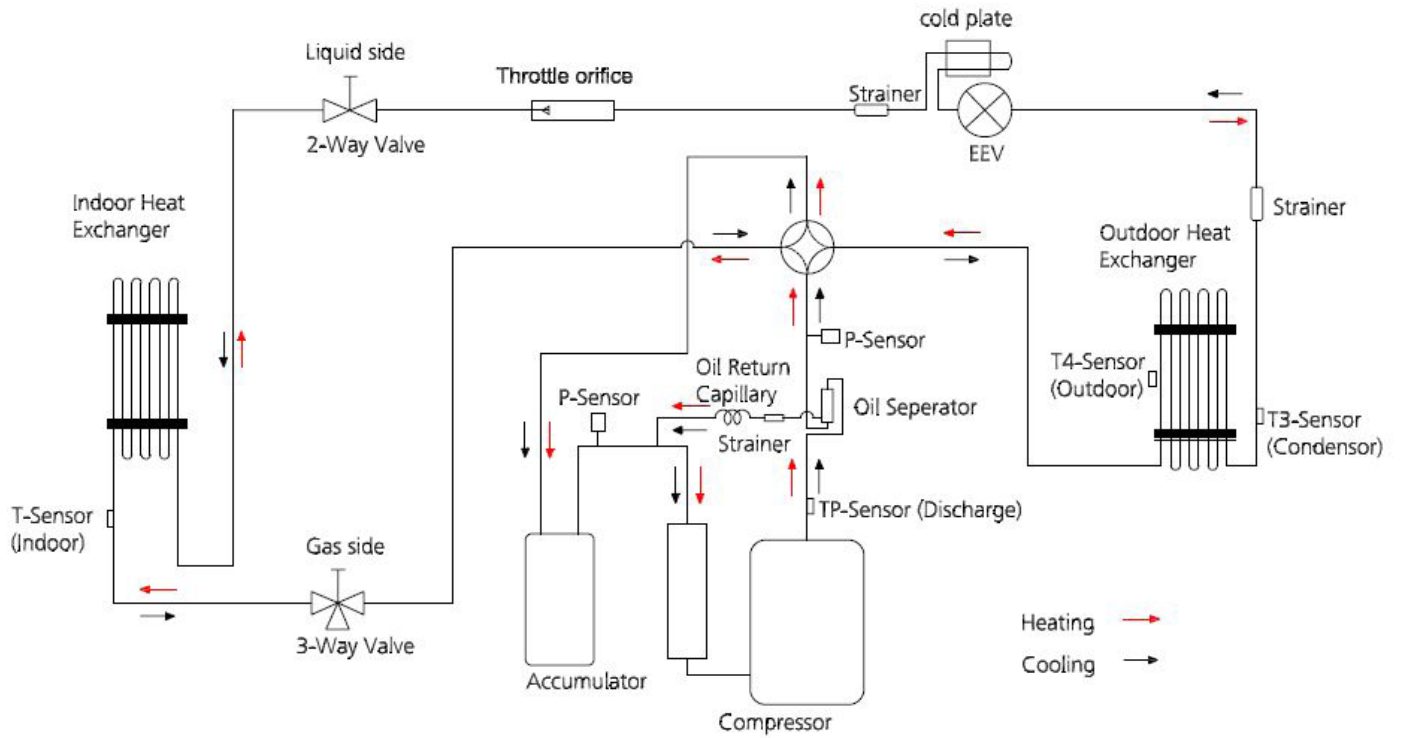 cold plate
Liquid side
Throttle orifice
Strainer
2-Way Valve
EEV
Indoor Heat
Exchanger
Strainer
Outdoor Heat
Exchanger
P-Sensor
T4-Sensor
(Outdoor)
Oil Return
Capillary
P-Sensor
Oil Seperator
Strainer
T3-Sensor
(Condensor)
T-Sensor
(Indoor)
TP-Sensor (Discharge)
Gas side
3-Way Valve
Heating
Cooling
Accumulator
Compressor